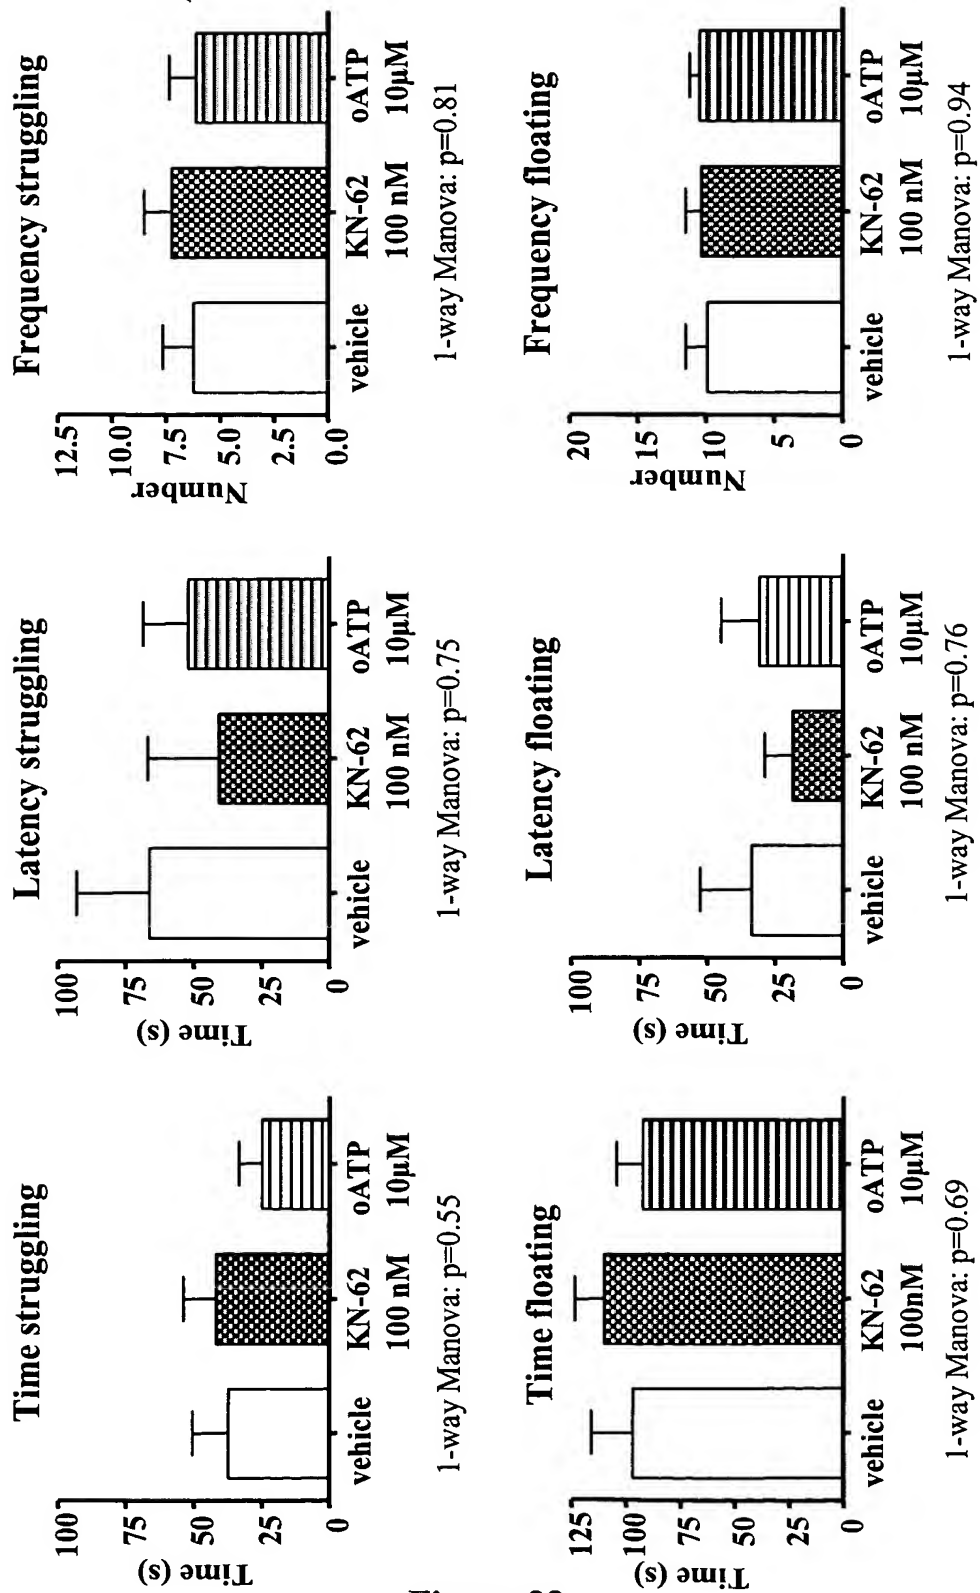 Time struggling
Time (s)
100
75
50
25
0
vehicle
KN-62
100 nM
oATP
10µM
1-way Manova: p=0.55
Latency struggling
Time (s)
100
75
50
25
0
vehicle
KN-62
100 nM
oATP
10µM
1-way Manova: p=0.75
Frequency struggling
Number
12.5
10.0
7.5
5.0
2.5
0.0
vehicle
KN-62
100 nM
oATP
10µM
1-way Manova: p=0.81
Time floating
Time (s)
125
100
75
50
25
0
vehicle
KN-62
100nM
oATP
10µM
1-way Manova: p=0.69
Latency floating
Time (s)
100
75
50
25
0
vehicle
KN-62
100 nM
oATP
10µM
1-way Manova: p=0.76
Frequency floating
Number
20
15
10
5
0
vehicle
KN-62
100 nM
oATP
10µM
1-way Manova: p=0.94